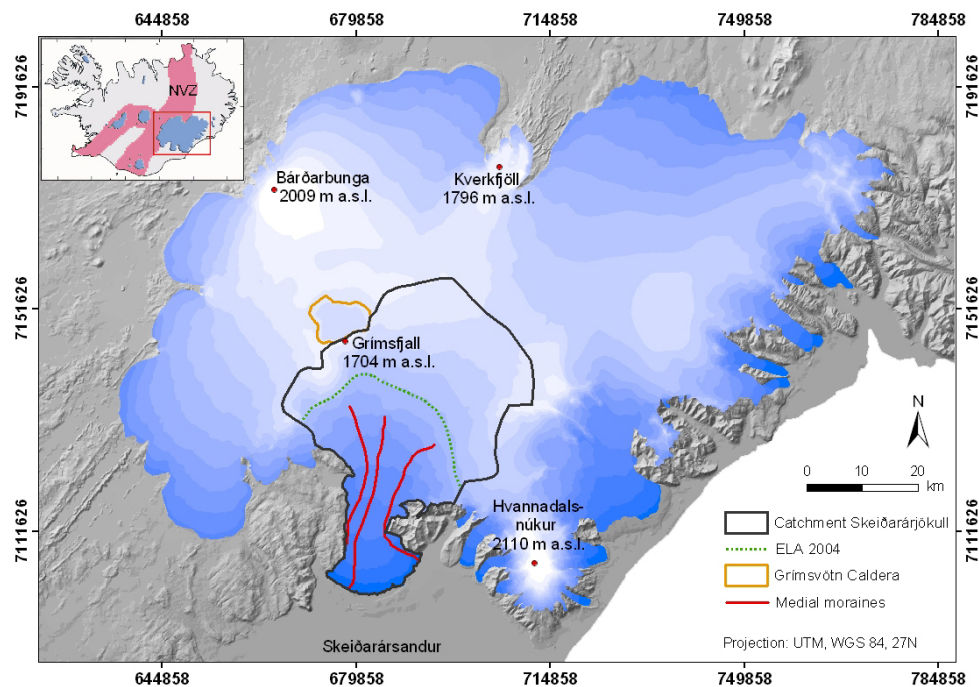 644858 679858 714858 749858 784858
7191626
7191626
NVZ
Bárðarbunga
2009 m a.s.l.
Kverkfjöll
1796 m a.s.l.
7151626
7151626
Grímsfjall
1704 m a.s.l.
N
0 10 20
km
Hvannadals-
núkur
2110 m a.s.l.
7111626
7111626
Catchment Skeiðarárjökull
ELA 2004
Grímsvötn Caldera
Medial moraines
Skeiðarársandur
Projection: UTM, WGS 84, 27N
644858 679858 714858 749858 784858